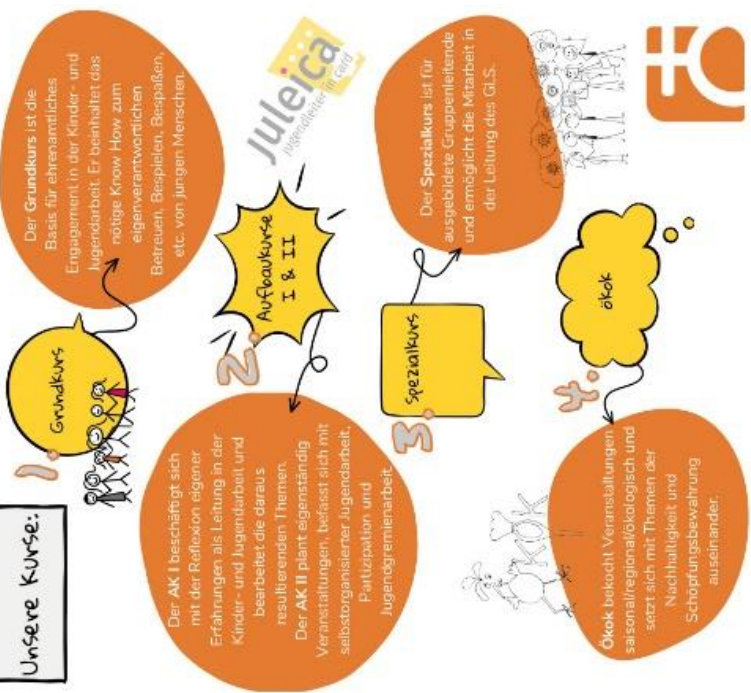 Unsere Kurse:
1.
Grundkurs
Der Grundkurs ist die
Basis für ehrenamtliches
Engagement in der Kinder- und
Jugendarbeit. Er beinhaltet das
nötige Know How zum
eigenverantwortlichen
Betreuen, Bespielen, Bespaßen,
etc. von jungen Menschen.
2.
Aufbaukurse
I & II
Der AK I beschäftigt sich
mit der Reflexion eigener
Erfahrungen als Leitung in der
Kinder- und Jugendarbeit und
bearbeitet die daraus
resultierenden Themen.
Der AK II plant eigenständig
Veranstaltungen, befasst sich mit
selbstorganisierter Jugendarbeit,
Partizipation und
Jugendgremienarbeit.
juleica
jugendleiter in card
3.
Spezialkurs
Der Spezialkurs ist für
ausgebildete Gruppenleitende
und ermöglicht die Mitarbeit in
der Leitung des GLS.
4.
ökok
ÖKOK
Ökok bekocht Veranstaltungen
saisonal/regional/ökologisch und
setzt sich mit Themen der
Nachhaltigkeit und
Schöpfungsbewahrung
auseinander.